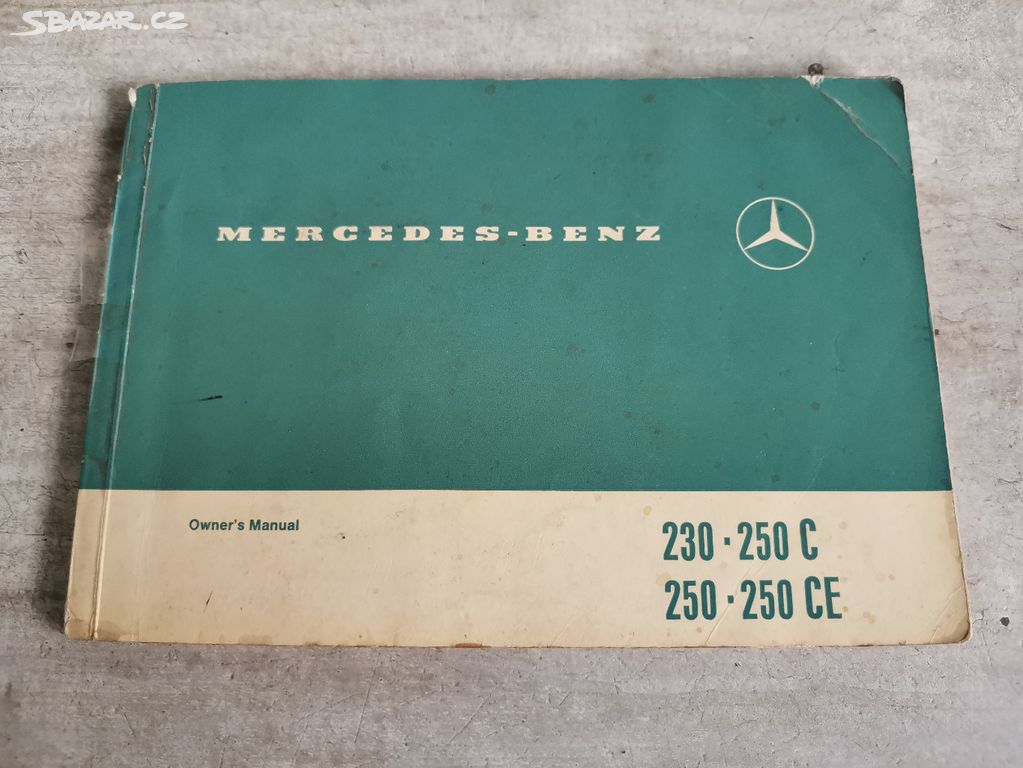 SBAZAR.CZ
MERCEDES-BENZ
Owner's Manual
230 · 250 C
250 · 250 CE